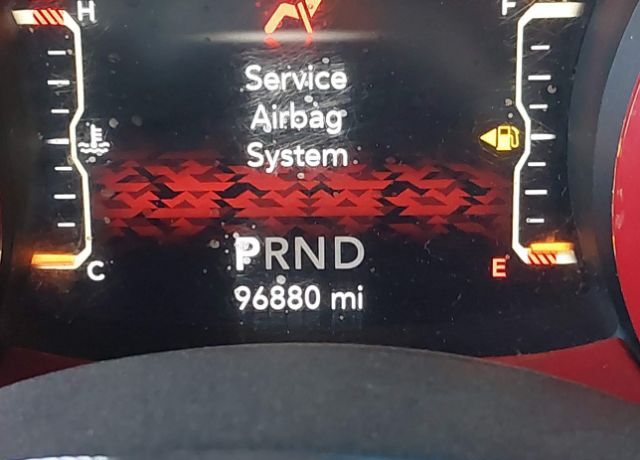 H
F
Service
Airbag
System
C
E
PRND
96880 mi